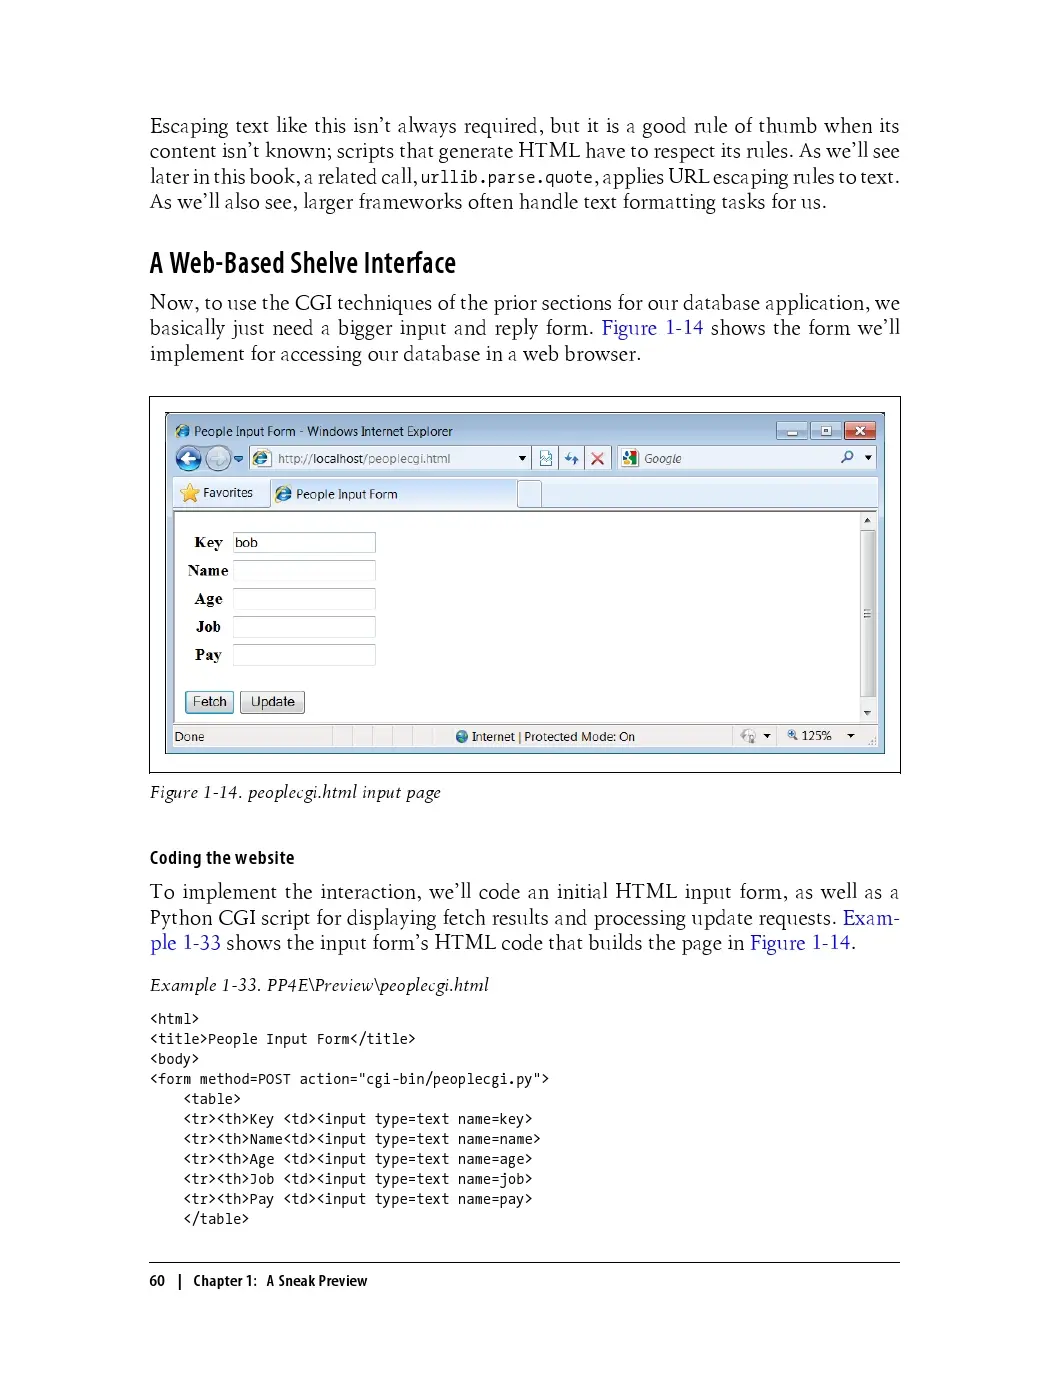 Escaping text like this isn’t always required, but it is a good rule of thumb when its
content isn’t known; scripts that generate HTML have to respect its rules. As we’ll see
later in this book, a related call, urllib.parse.quote, applies URL escaping rules to text.
As we’ll also see, larger frameworks often handle text formatting tasks for us.
A Web-Based Shelve Interface
Now, to use the CGI techniques of the prior sections for our database application, we
basically just need a bigger input and reply form. Figure 1-14 shows the form we’ll
implement for accessing our database in a web browser.
People Input Form - Windows Internet Explorer
http://localhost/peoplecgi.html Google
Favorites People Input Form
Key bob
Name
Age
Job
Pay
Fetch Update
Done Internet | Protected Mode: On 125%
Figure 1-14. peoplecgi.html input page
Coding the website
To implement the interaction, we’ll code an initial HTML input form, as well as a
Python CGI script for displaying fetch results and processing update requests. Exam-
ple 1-33 shows the input form’s HTML code that builds the page in Figure 1-14.
Example 1-33. PP4E\Preview\peoplecgi.html
<html>
<title>People Input Form</title>
<body>
<form method=POST action="cgi-bin/peoplecgi.py">
    <table>
    <tr><th>Key <td><input type=text name=key>
    <tr><th>Name<td><input type=text name=name>
    <tr><th>Age <td><input type=text name=age>
    <tr><th>Job <td><input type=text name=job>
    <tr><th>Pay <td><input type=text name=pay>
    </table>
60 | Chapter 1: A Sneak Preview